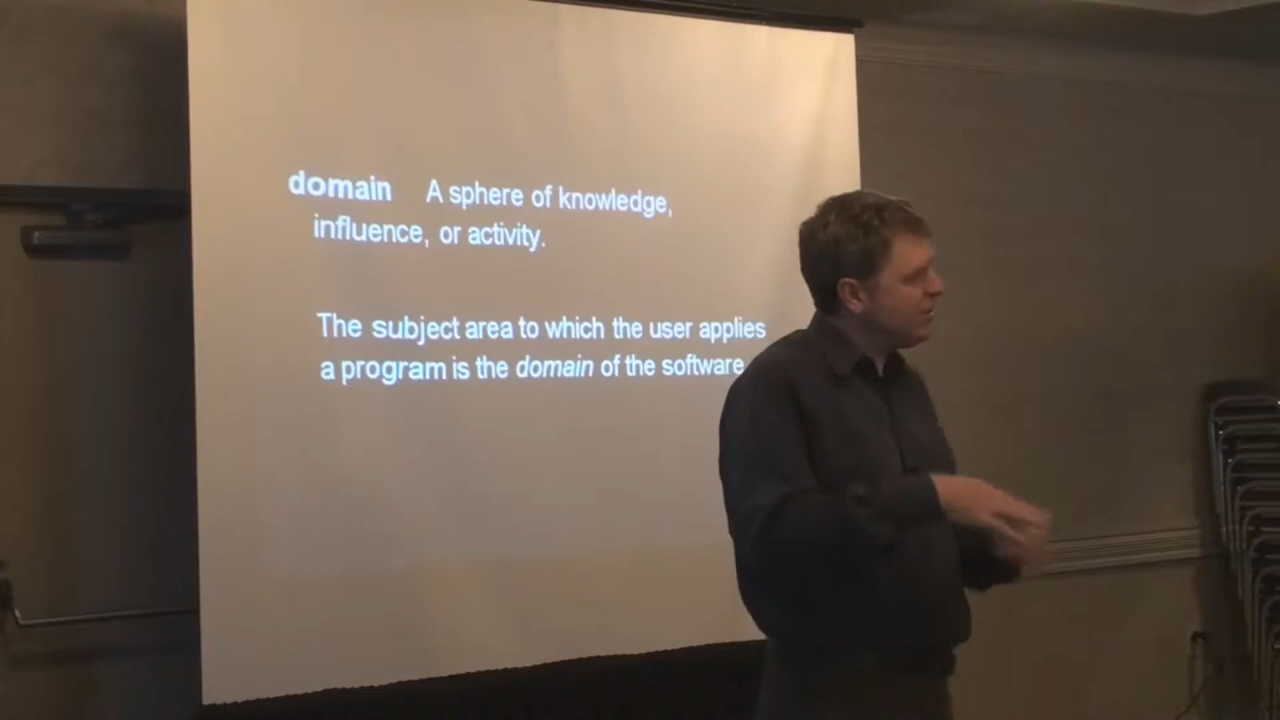 domain A sphere of knowledge,
influence, or activity.
The subject area to which the user applies
a program is the domain of the software